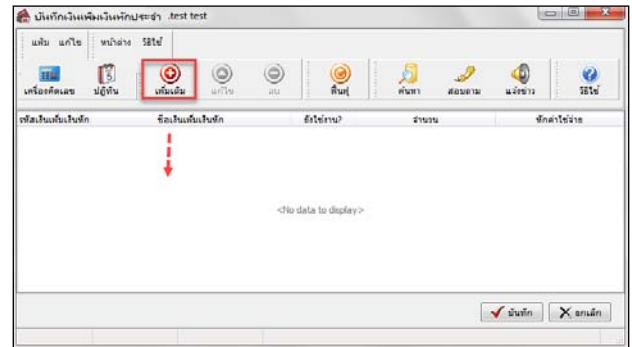 บันทึกเงินเพิ่มเงินหักประจำ .test test
แฟ้ม แก้ไข หน้าต่าง วิธีใช้
เครื่องคิดเลข ปฏิทิน เพิ่มเติม แก้ไข ลบ ฟื้นฟู ค้นหา สอบถาม แจ้งข่าว วิธีใช้
รหัสเงินเพิ่มเงินหัก ชื่อเงินเพิ่มเงินหัก ยังใช้งาน? จำนวน หักค่าใช้จ่าย
<No data to display>
บันทึก ยกเลิก